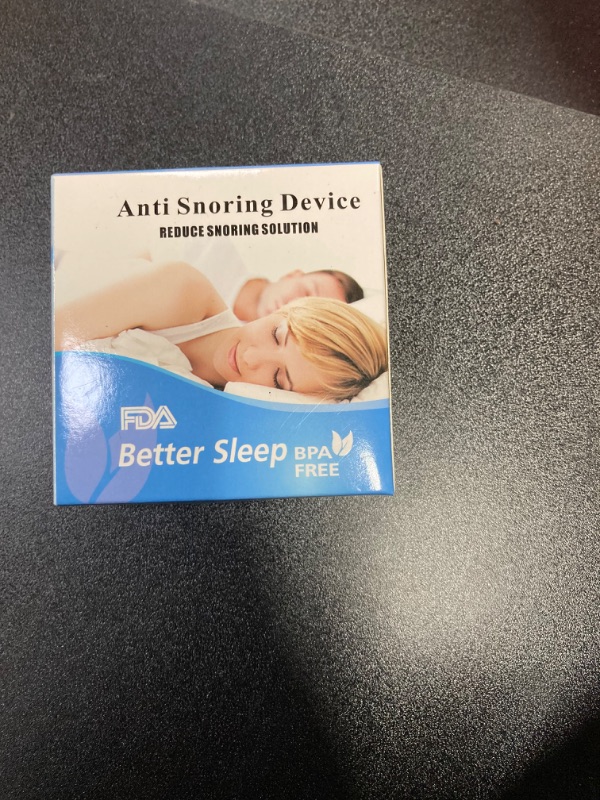 Anti Snoring Device
REDUCE SNORING SOLUTION
FDA
Better Sleep
BPA
FREE